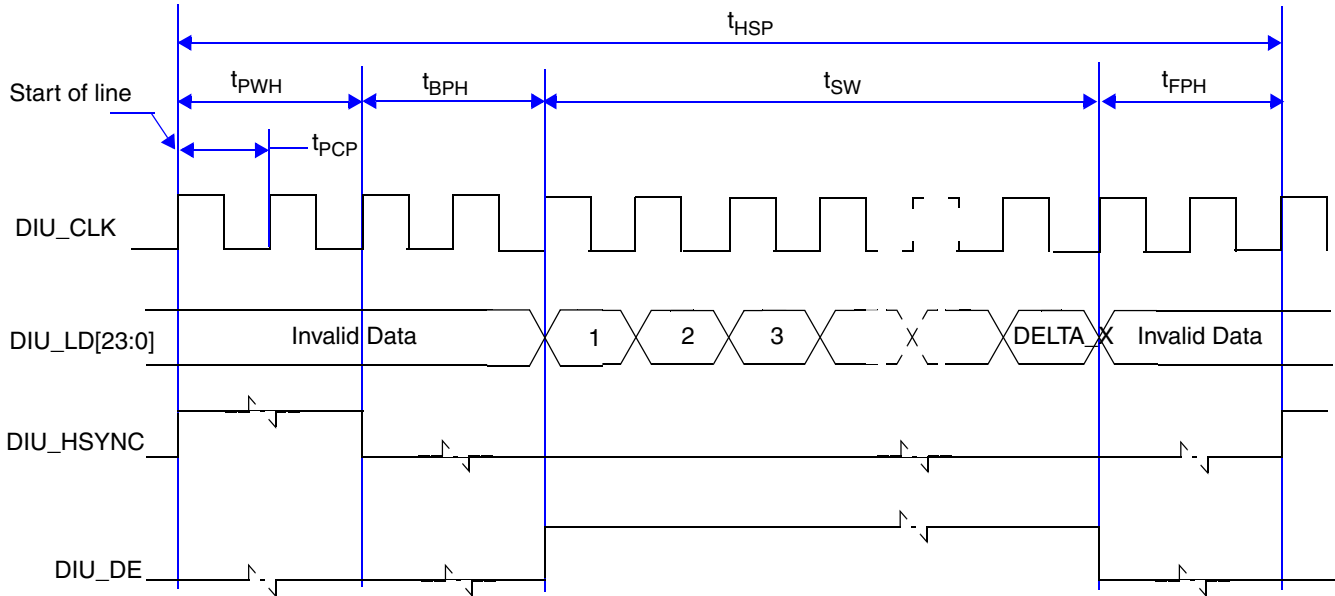 tHSP
tPWH tBPH tSW tFPH
Start of line
tPCP
DIU_CLK
DIU_LD[23:0] Invalid Data 1 2 3 DELTA_X Invalid Data
DIU_HSYNC
DIU_DE